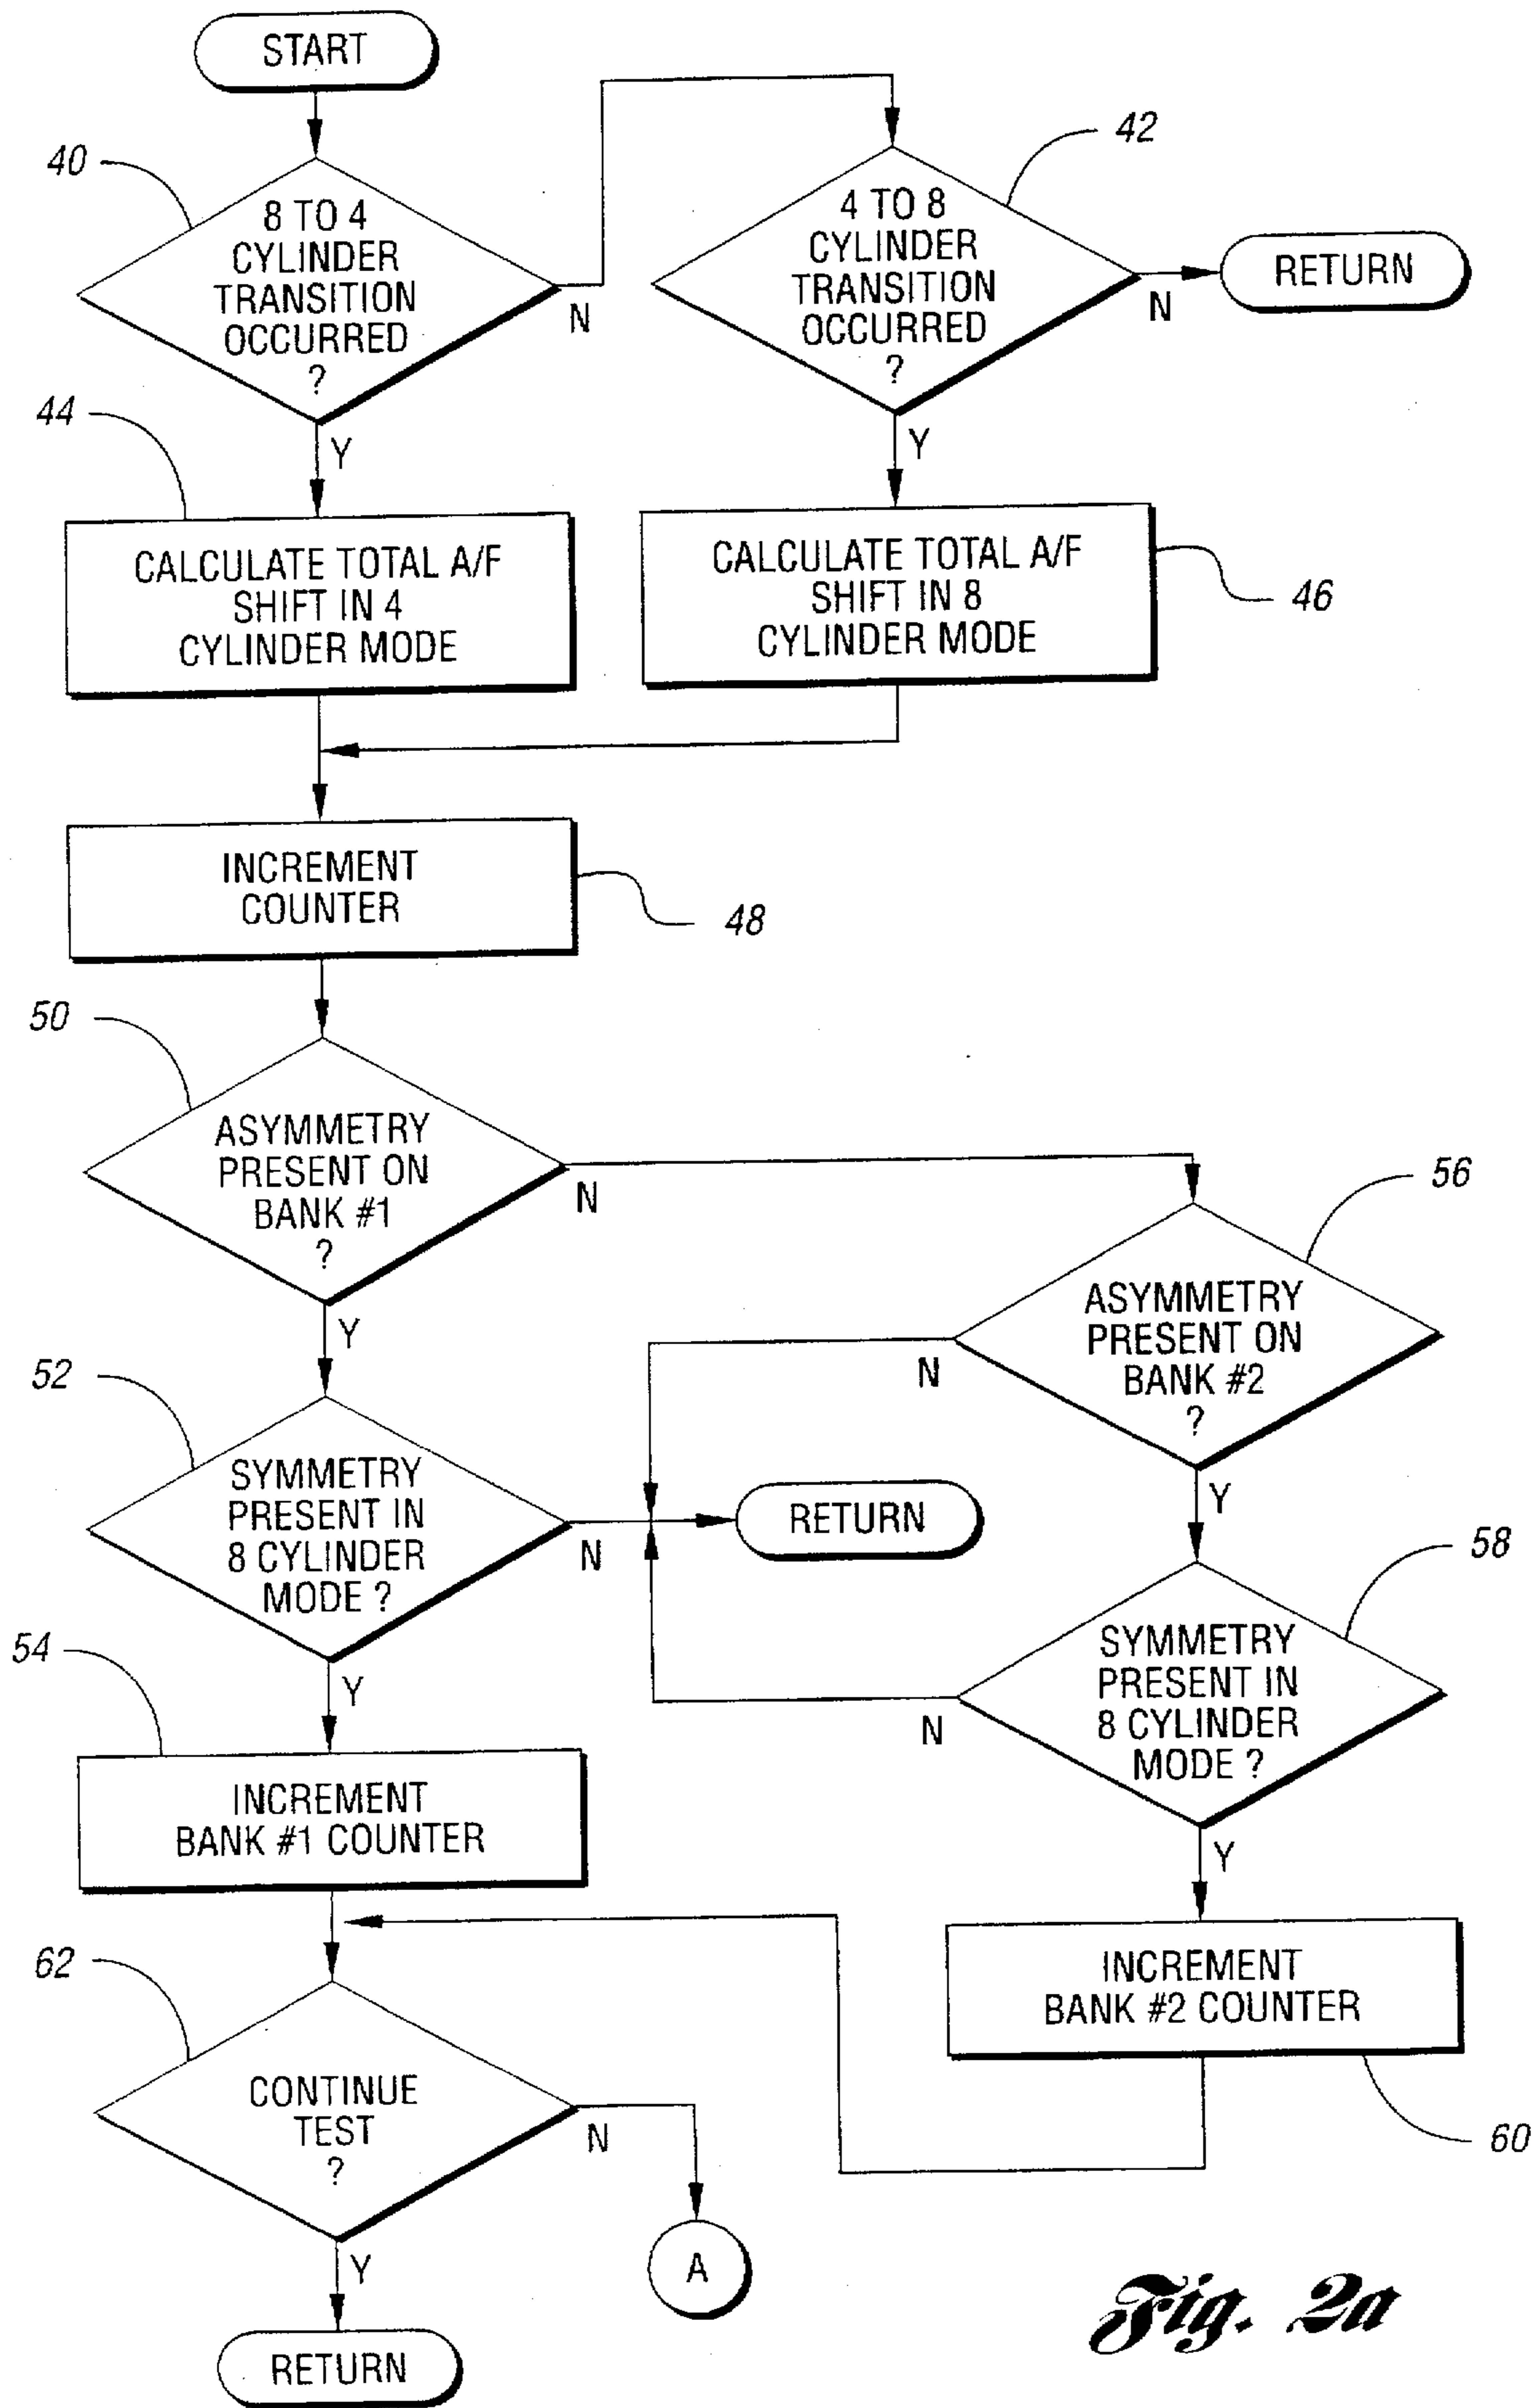 START
40
8 TO 4
CYLINDER
TRANSITION
OCCURRED
?
N
Y
42
4 TO 8
CYLINDER
TRANSITION
OCCURRED
?
N
Y
RETURN
44
CALCULATE TOTAL A/F
SHIFT IN 4
CYLINDER MODE
CALCULATE TOTAL A/F
SHIFT IN 8
CYLINDER MODE
46
INCREMENT
COUNTER
48
50
ASYMMETRY
PRESENT ON
BANK #1
?
N
Y
56
ASYMMETRY
PRESENT ON
BANK #2
?
N
Y
52
SYMMETRY
PRESENT IN
8 CYLINDER
MODE ?
N
Y
RETURN
58
SYMMETRY
PRESENT IN
8 CYLINDER
MODE ?
N
Y
54
INCREMENT
BANK #1 COUNTER
INCREMENT
BANK #2 COUNTER
60
62
CONTINUE
TEST
?
N
Y
A
RETURN
Fig. 2a